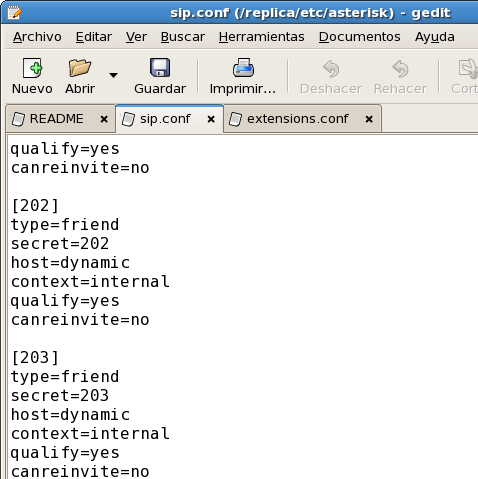 sip.conf (/replica/etc/asterisk) - gedit
Archivo Editar Ver Buscar Herramientas Documentos Ayuda
Nuevo Abrir Guardar Imprimir... Deshacer Rehacer Cort
README sip.conf extensions.conf
qualify=yes
canreinvite=no
[202]
type=friend
secret=202
host=dynamic
context=internal
qualify=yes
canreinvite=no
[203]
type=friend
secret=203
host=dynamic
context=internal
qualify=yes
canreinvite=no